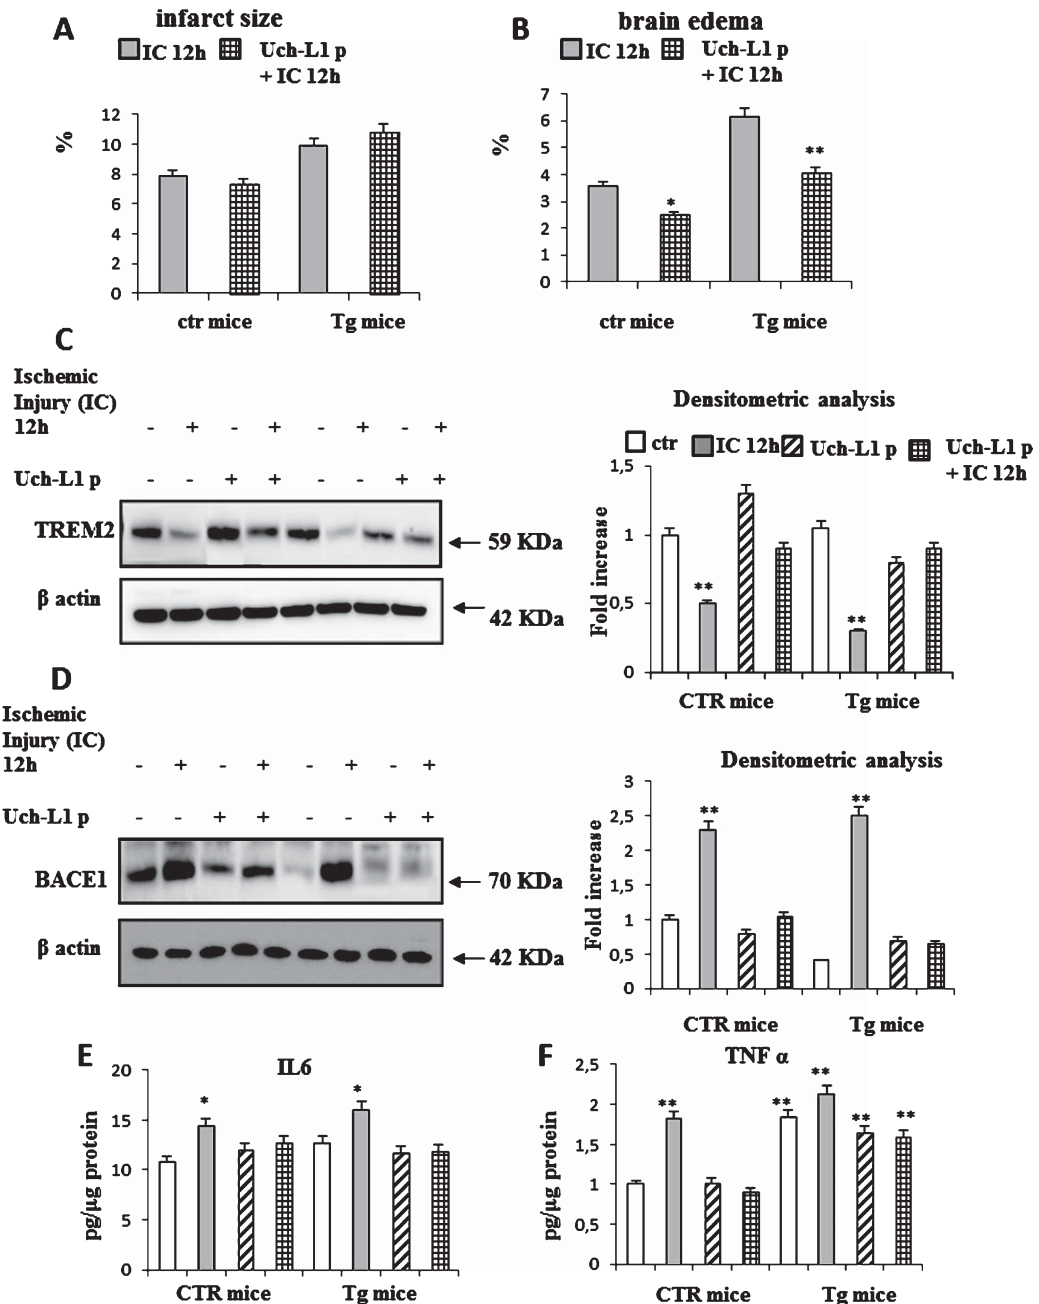 A
infarct size
IC 12h
Uch-L1 p
+ IC 12h
%
12
10
8
6
4
2
0
ctr mice
Tg mice
B
brain edema
IC 12h
Uch-L1 p
+ IC 12h
%
7
6
5
4
3
2
1
0
*
**
ctr mice
Tg mice
C
Ischemic
Injury (IC)
12h
- + - + - + - +
Uch-L1 p
- - + + - - + +
TREM2
59 KDa
β actin
42 KDa
Densitometric analysis
ctr
IC 12h
Uch-L1 p
Uch-L1 p
+ IC 12h
Fold increase
1,5
1
0,5
0
**
**
CTR mice
Tg mice
D
Ischemic
Injury (IC)
12h
- + - + - + - +
Uch-L1 p
- - + + - - + +
BACE1
70 KDa
β actin
42 KDa
Densitometric analysis
Fold increase
3
2,5
2
1,5
1
0,5
0
**
**
CTR mice
Tg mice
E
IL6
pg/μg protein
20
15
10
5
0
*
*
CTR mice
Tg mice
F
TNF α
pg/μg protein
2,5
2
1,5
1
0,5
0
**
**
**
**
**
CTR mice
Tg mice